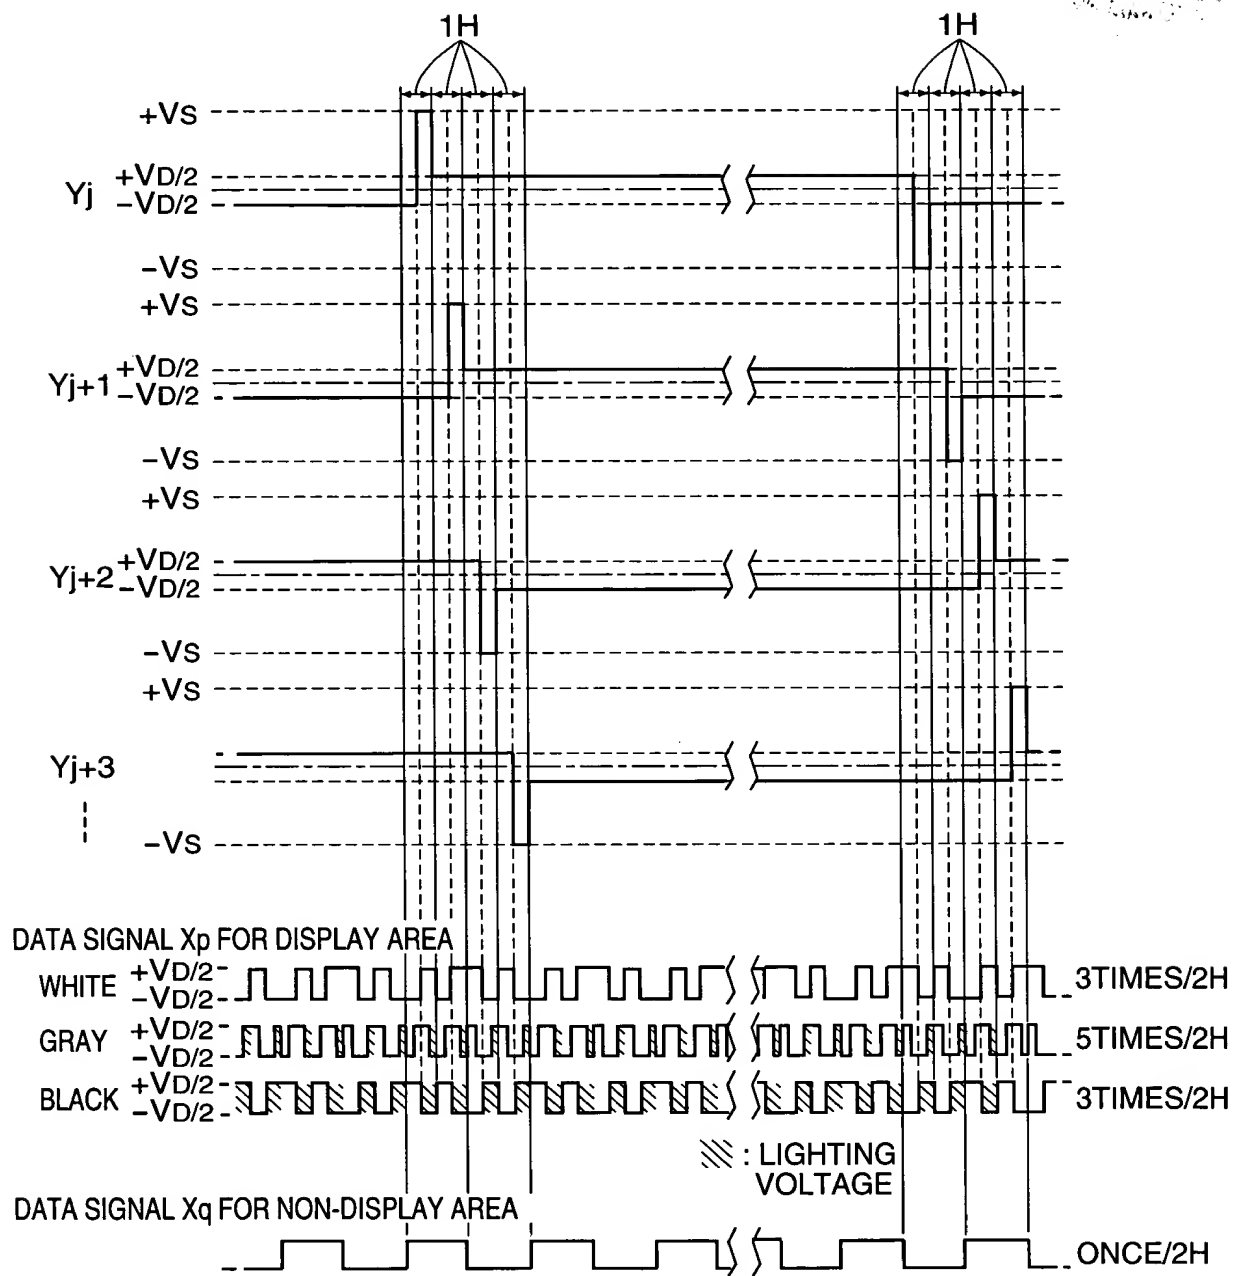 1H 1H
+VS
Yj +VD/2
-VD/2
-VS
+VS
Yj+1 +VD/2
-VD/2
-VS
+VS
Yj+2 +VD/2
-VD/2
-VS
+VS
Yj+3
-VS
DATA SIGNAL Xp FOR DISPLAY AREA
WHITE +VD/2
-VD/2 3TIMES/2H
GRAY +VD/2
-VD/2 5TIMES/2H
BLACK +VD/2
-VD/2 3TIMES/2H
: LIGHTING
VOLTAGE
DATA SIGNAL Xq FOR NON-DISPLAY AREA
ONCE/2H